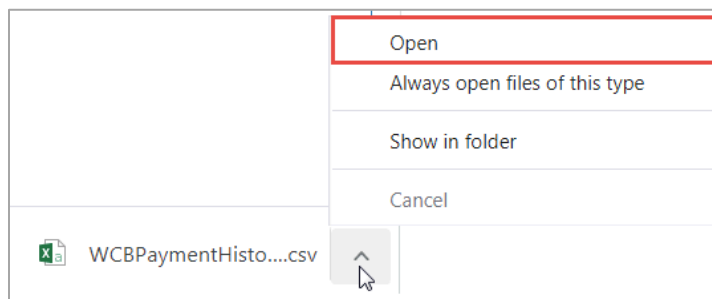 Open
Always open files of this type
Show in folder
Cancel
WCBPaymentHisto....csv